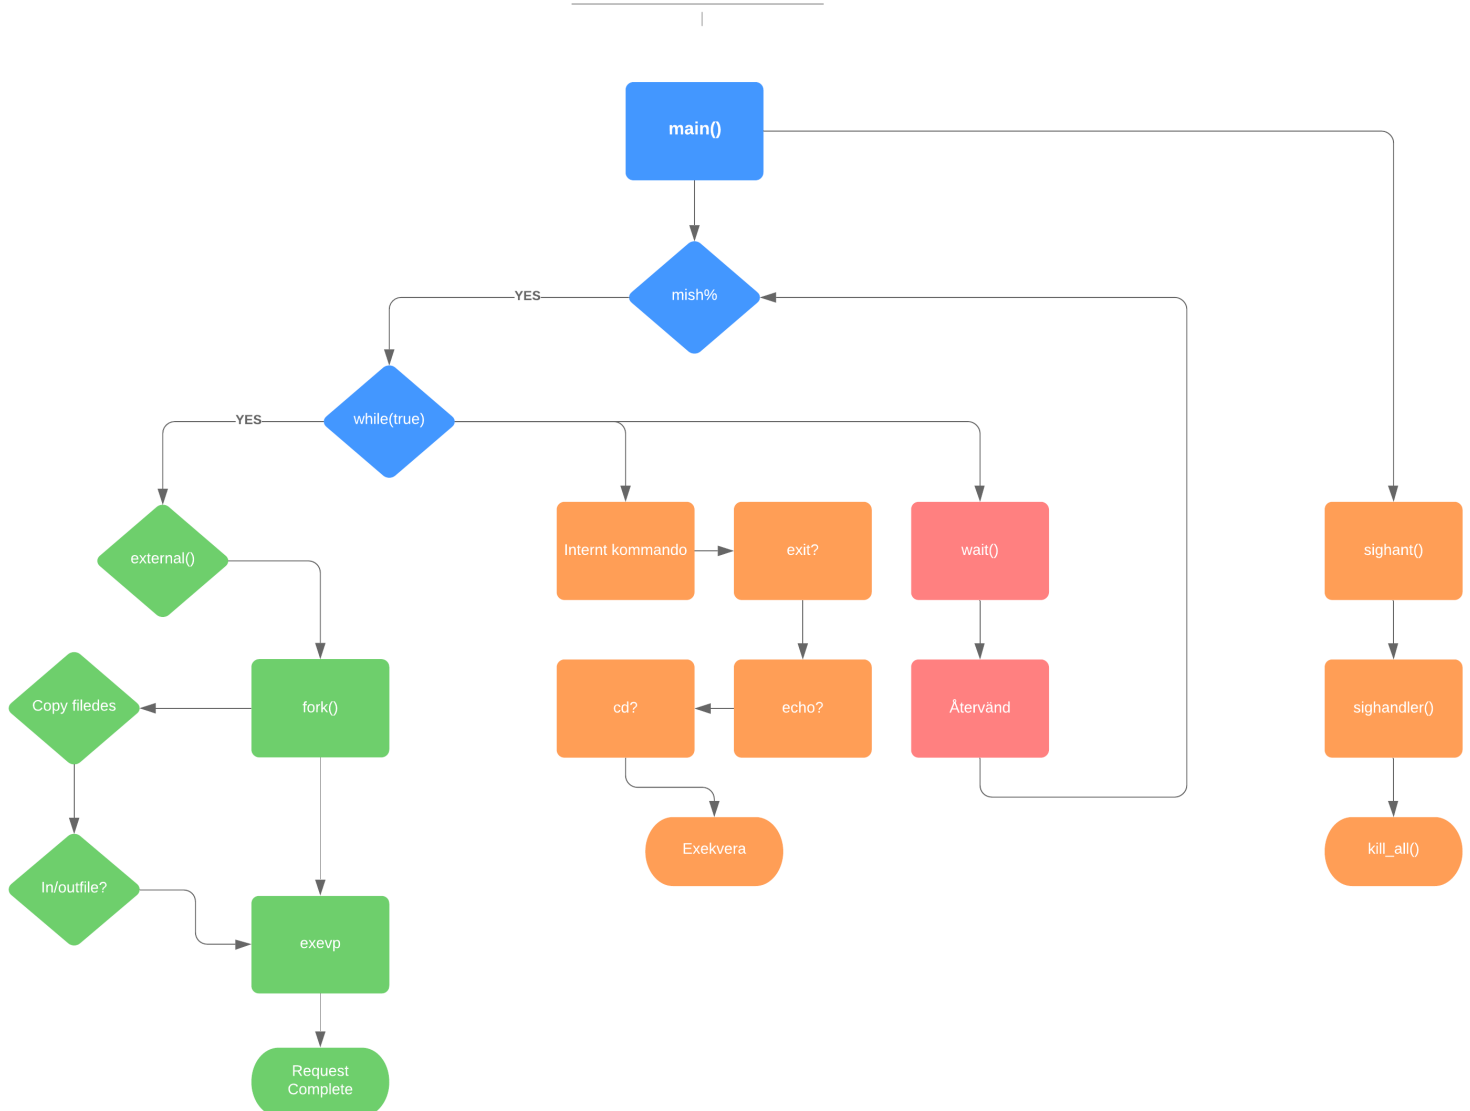 main()
mish%
YES
while(true)
YES
external()
Internt kommando
exit?
wait()
sighant()
Copy filedes
fork()
cd?
echo?
Återvänd
sighandler()
In/outfile?
Exekvera
kill_all()
exevp
Request
Complete